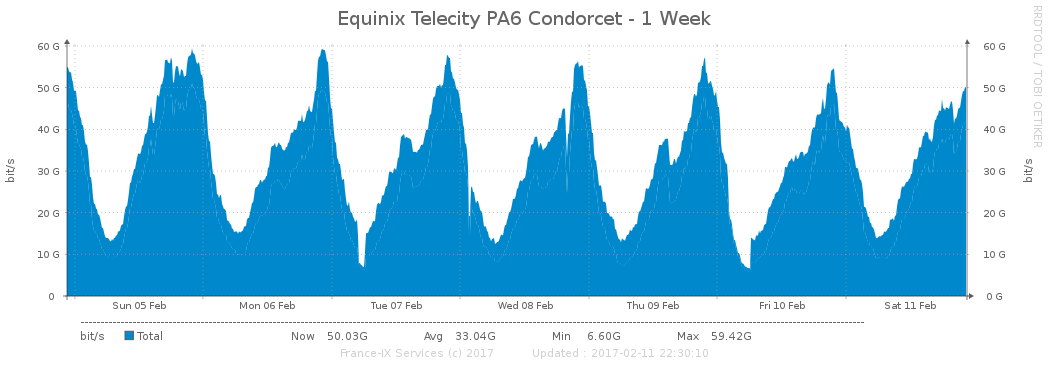 Equinix Telecity PA6 Condorcet - 1 Week
RRDTOOL / TOBI OETIKER
bit/s
60 G
50 G
40 G
30 G
20 G
10 G
0
60 G
50 G
40 G
30 G
20 G
10 G
0 G
bit/s
Sun 05 Feb Mon 06 Feb Tue 07 Feb Wed 08 Feb Thu 09 Feb Fri 10 Feb Sat 11 Feb
bit/s Total Now 50.03G Avg 33.04G Min 6.60G Max 59.42G
France-IX Services (c) 2017 Updated : 2017-02-11 22:30:10